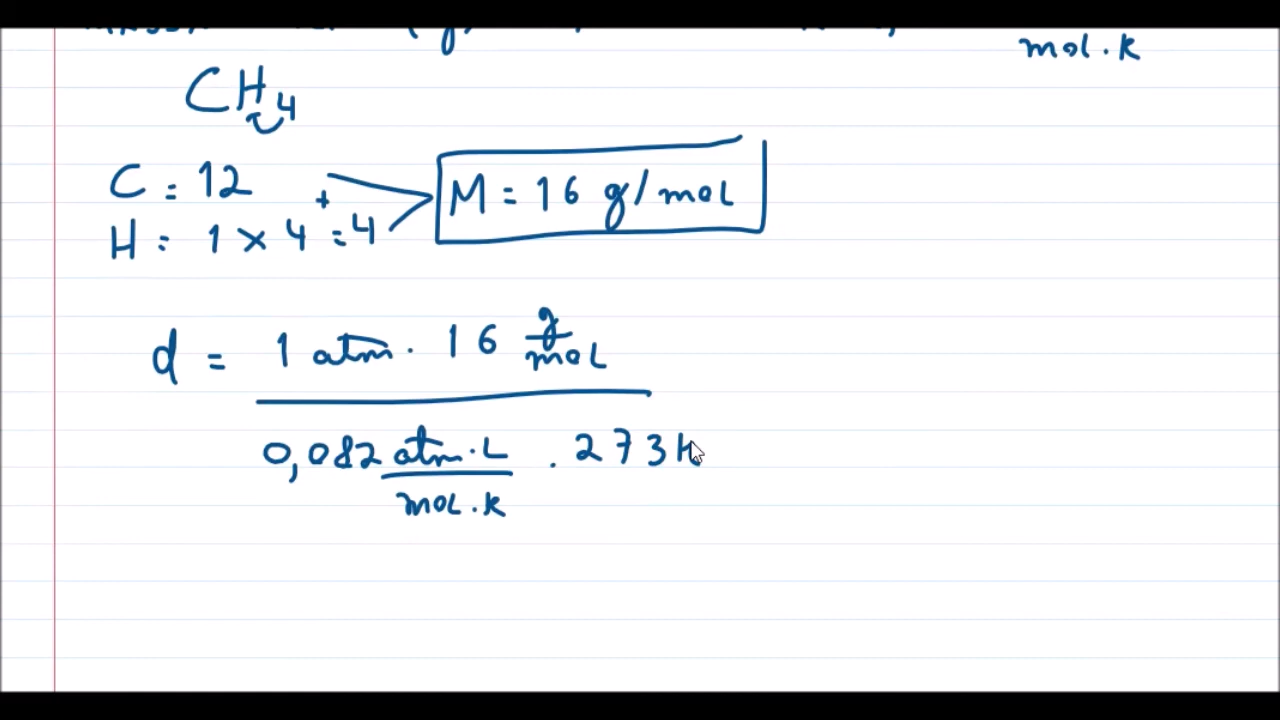 mol.k
CH4
C = 12
+
H = 1 × 4 = 4
M = 16 g/mol
d = 1 atm . 16 g/mol
0,082 atm.L/mol.k . 273